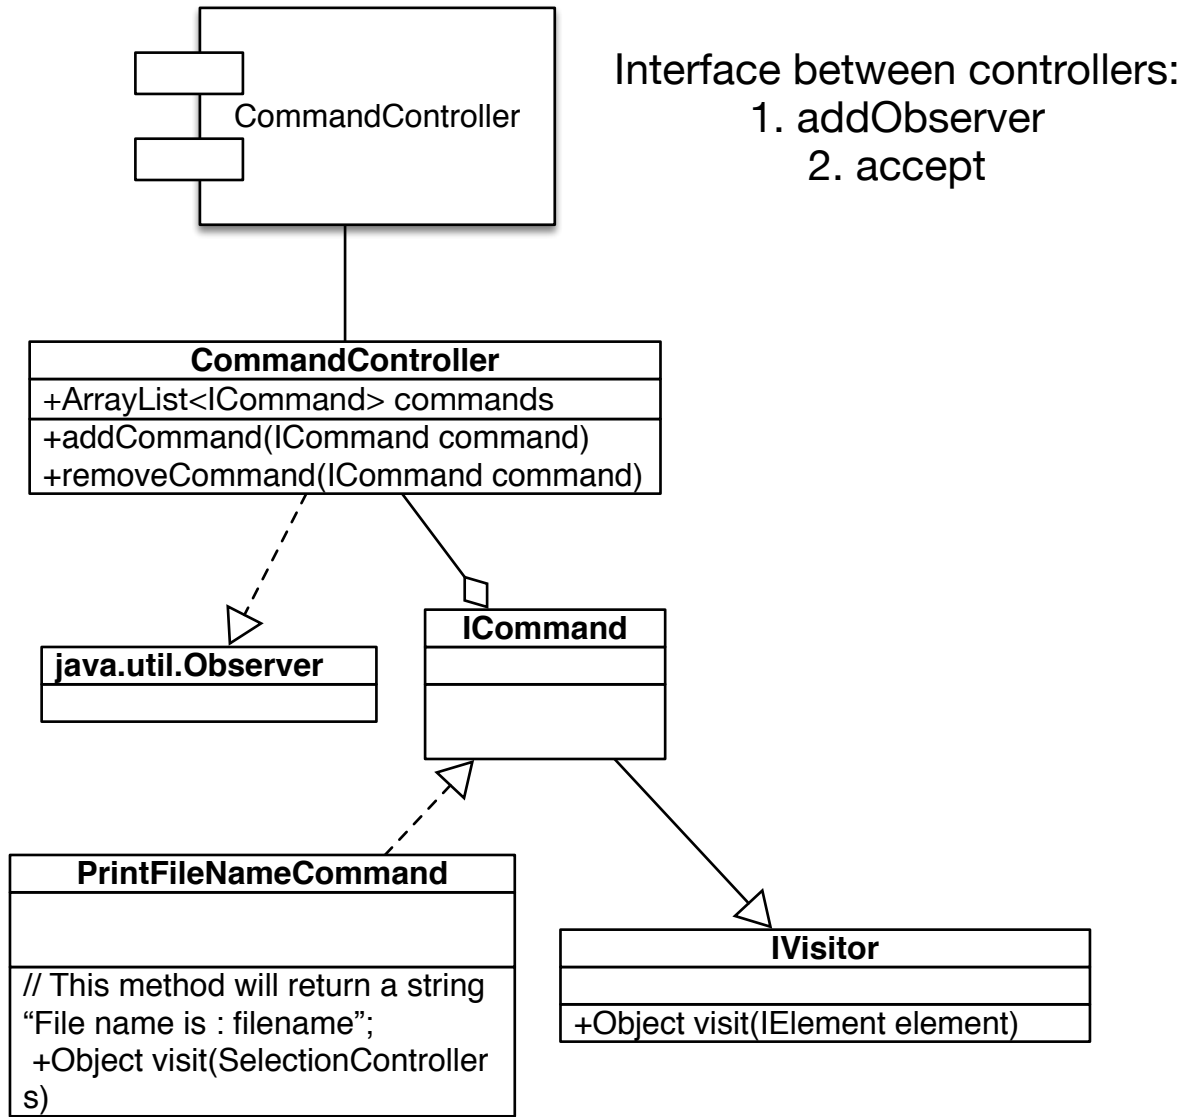 CommandController
Interface between controllers:
1. addObserver
2. accept
CommandController
+ArrayList<ICommand> commands
+addCommand(ICommand command)
+removeCommand(ICommand command)
java.util.Observer
ICommand
PrintFileNameCommand
// This method will return a string
“File name is : filename”;
+Object visit(SelectionController
s)
IVisitor
+Object visit(IElement element)